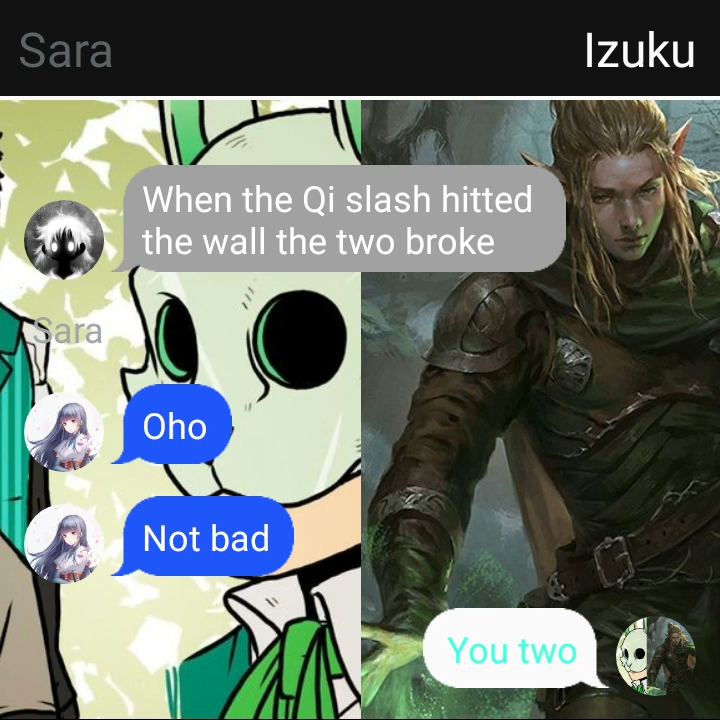 Sara
Izuku
When the Qi slash hitted
the wall the two broke
Sara
Oho
Not bad
You two